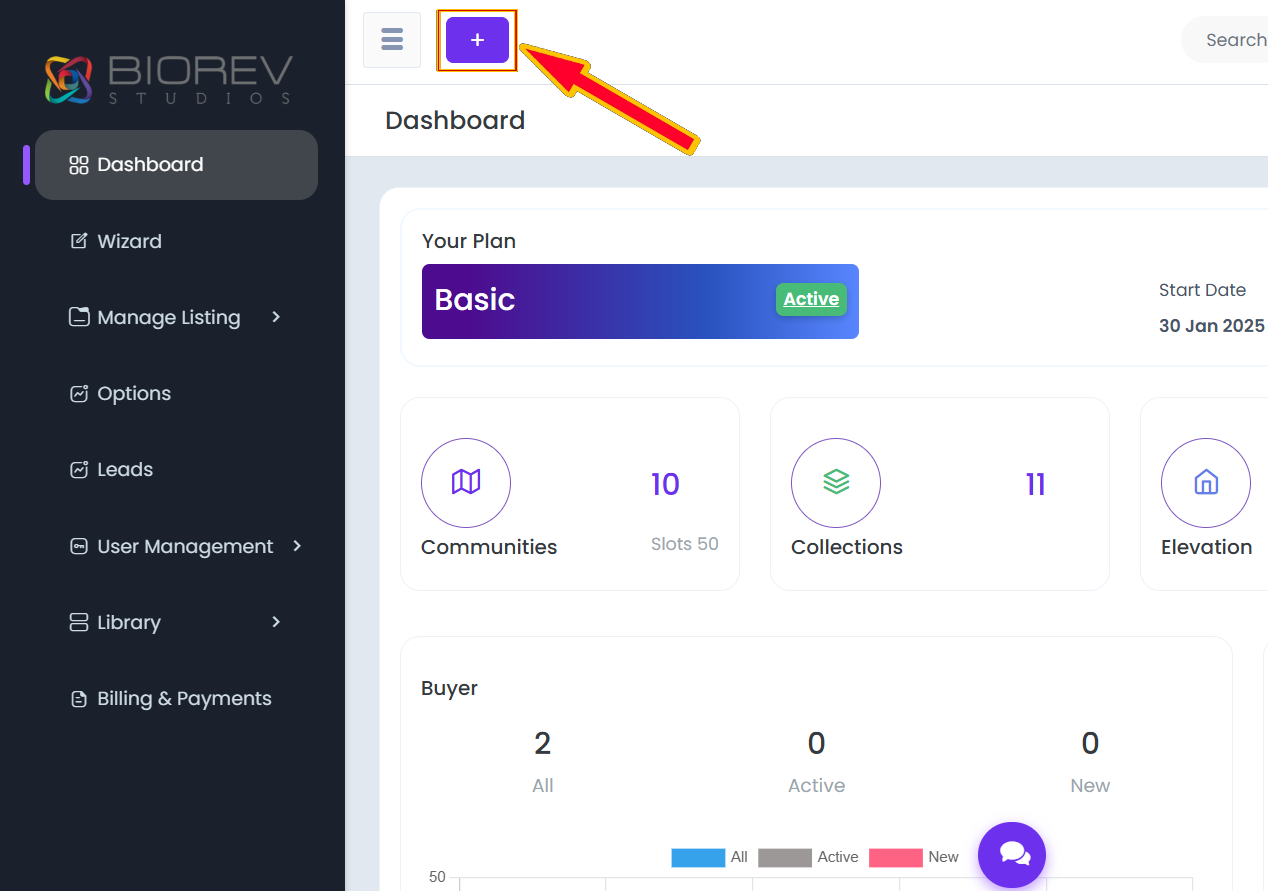 BIOREV
STUDIOS
Dashboard
Wizard
Manage Listing
Options
Leads
User Management
Library
Billing & Payments
+
Search
Dashboard
Your Plan
Basic
Active
Start Date
30 Jan 2025
10
Communities
Slots 50
11
Collections
Elevation
Buyer
2
All
0
Active
0
New
All
Active
New
50